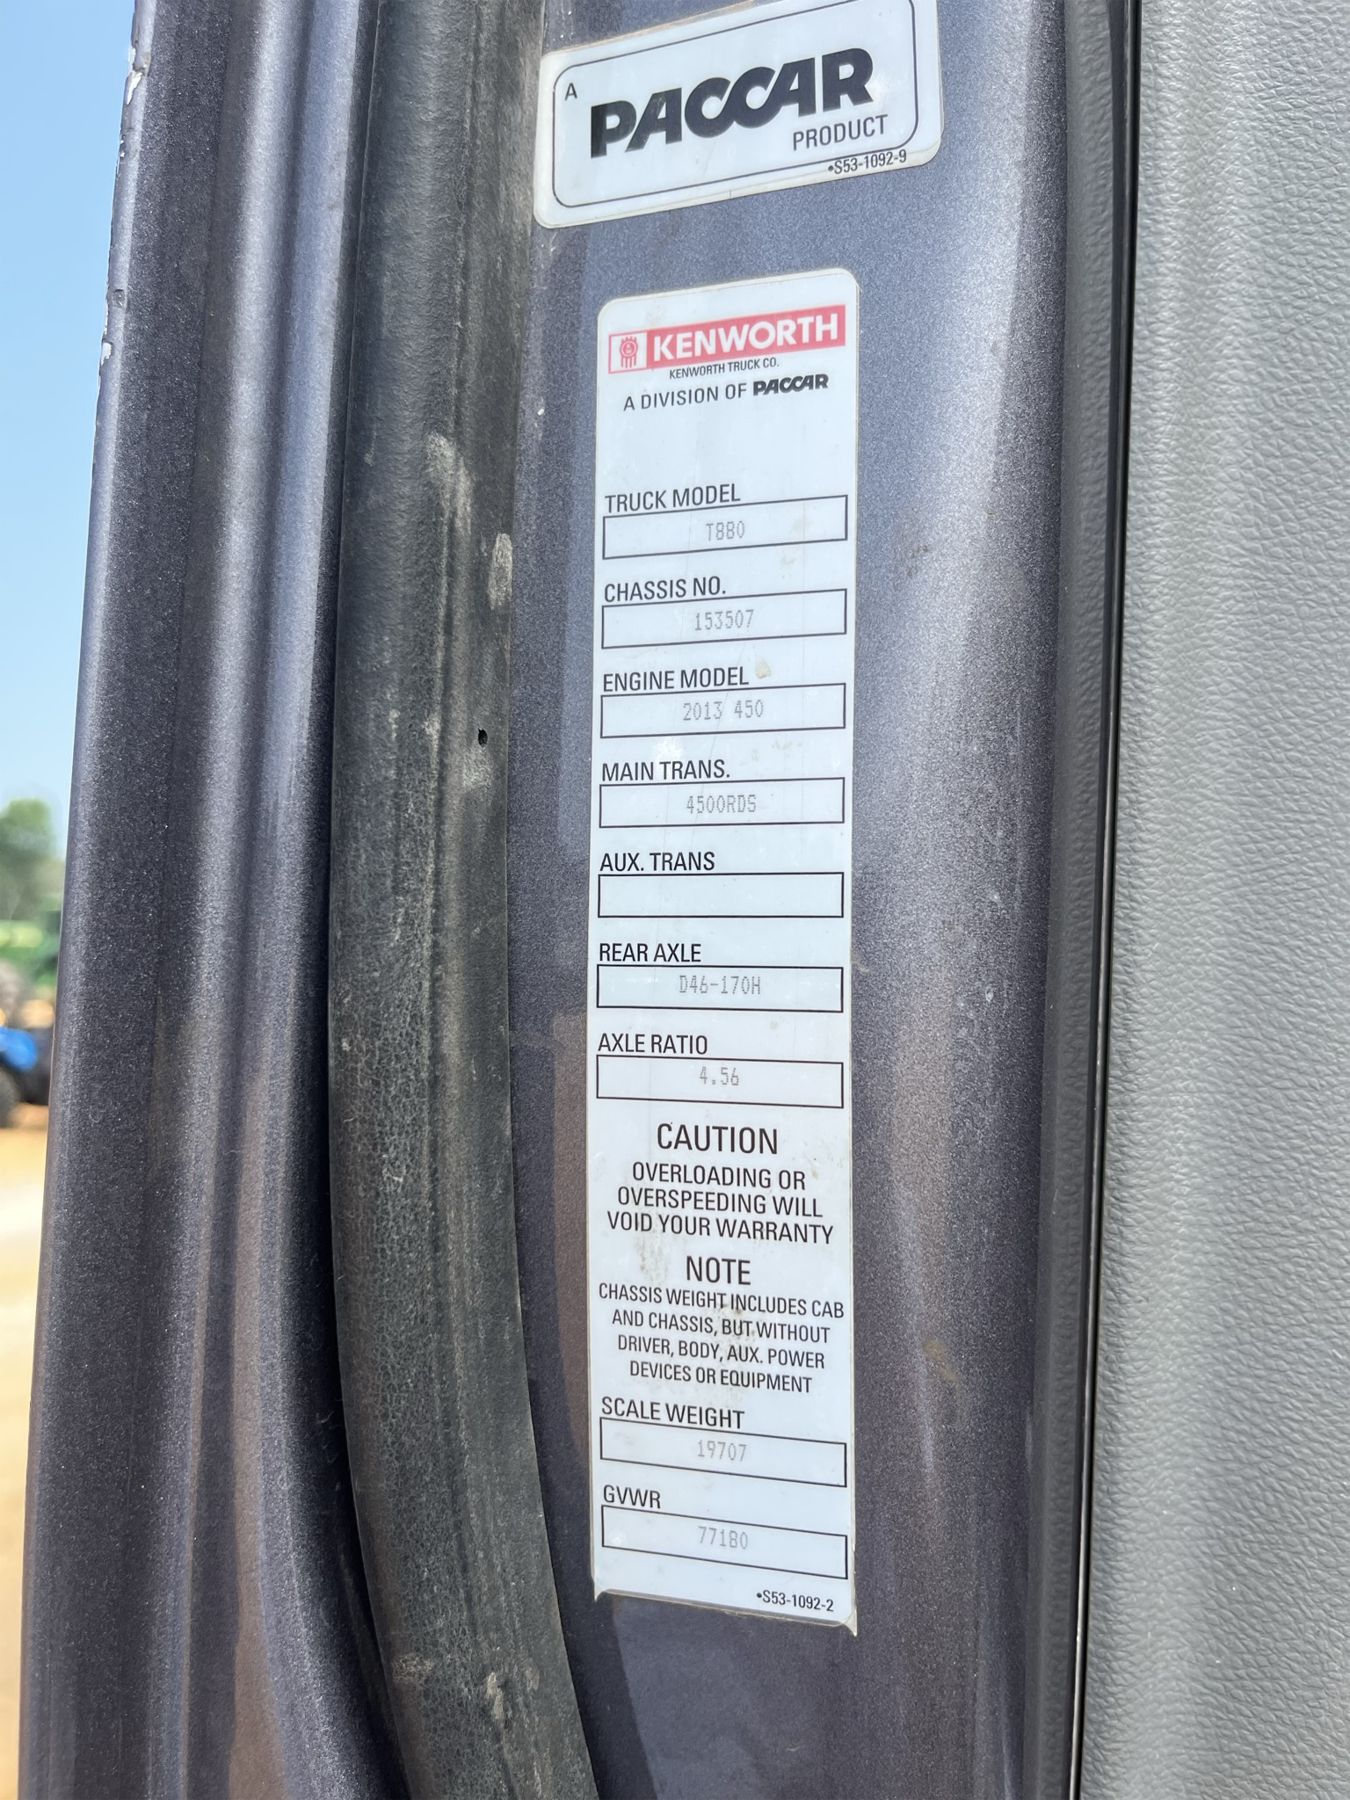 A
PACCAR
PRODUCT
•S53-1092-9
KENWORTH
KENWORTH TRUCK CO.
A DIVISION OF PACCAR
TRUCK MODEL
T880
CHASSIS NO.
153507
ENGINE MODEL
2013 450
MAIN TRANS.
4500RDS
AUX. TRANS
REAR AXLE
D46-170H
AXLE RATIO
4.56
CAUTION
OVERLOADING OR
OVERSPEEDING WILL
VOID YOUR WARRANTY
NOTE
CHASSIS WEIGHT INCLUDES CAB
AND CHASSIS, BUT WITHOUT
DRIVER, BODY, AUX. POWER
DEVICES OR EQUIPMENT
SCALE WEIGHT
19707
GVWR
77180
•S53-1092-2